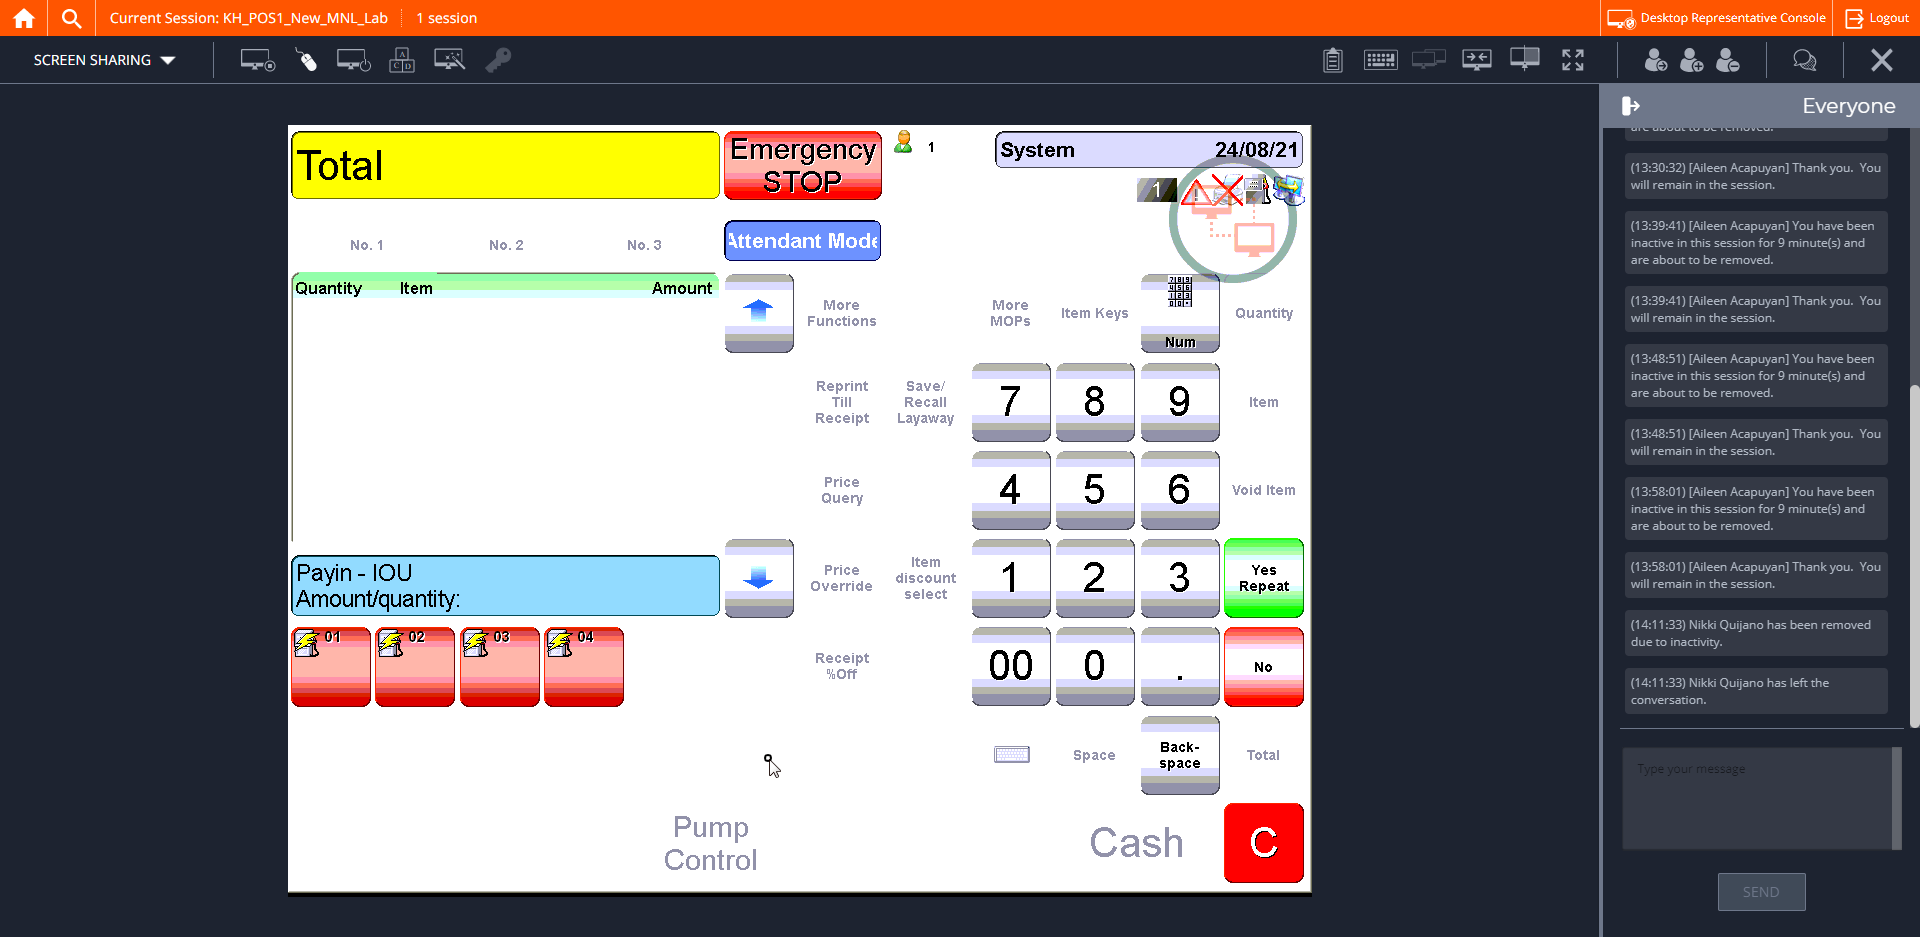 Current Session: KH_POS1_New_MNL_Lab
1 session
Desktop Representative Console
Logout
SCREEN SHARING
A
C D
Everyone
Total
Emergency
STOP
1
System 24/08/21
1
No. 1
No. 2
No. 3
Attendant Mode
Quantity Item Amount
More
Functions
More
MOPs
Item Keys
Num
Quantity
Reprint
Till
Receipt
Save/
Recall
Layaway
7
8
9
Item
Price
Query
4
5
6
Void Item
Payin - IOU
Amount/quantity:
Price
Override
Item
discount
select
1
2
3
Yes
Repeat
01
02
03
04
Receipt
%Off
00
0
.
No
Space
Back-
space
Total
Pump
Control
Cash
C
are about to be removed.
(13:30:32) [Aileen Acapuyan] Thank you. You
will remain in the session.
(13:39:41) [Aileen Acapuyan] You have been
inactive in this session for 9 minute(s) and
are about to be removed.
(13:39:41) [Aileen Acapuyan] Thank you. You
will remain in the session.
(13:48:51) [Aileen Acapuyan] You have been
inactive in this session for 9 minute(s) and
are about to be removed.
(13:48:51) [Aileen Acapuyan] Thank you. You
will remain in the session.
(13:58:01) [Aileen Acapuyan] You have been
inactive in this session for 9 minute(s) and
are about to be removed.
(13:58:01) [Aileen Acapuyan] Thank you. You
will remain in the session.
(14:11:33) Nikki Quijano has been removed
due to inactivity.
(14:11:33) Nikki Quijano has left the
conversation.
Type your message
SEND